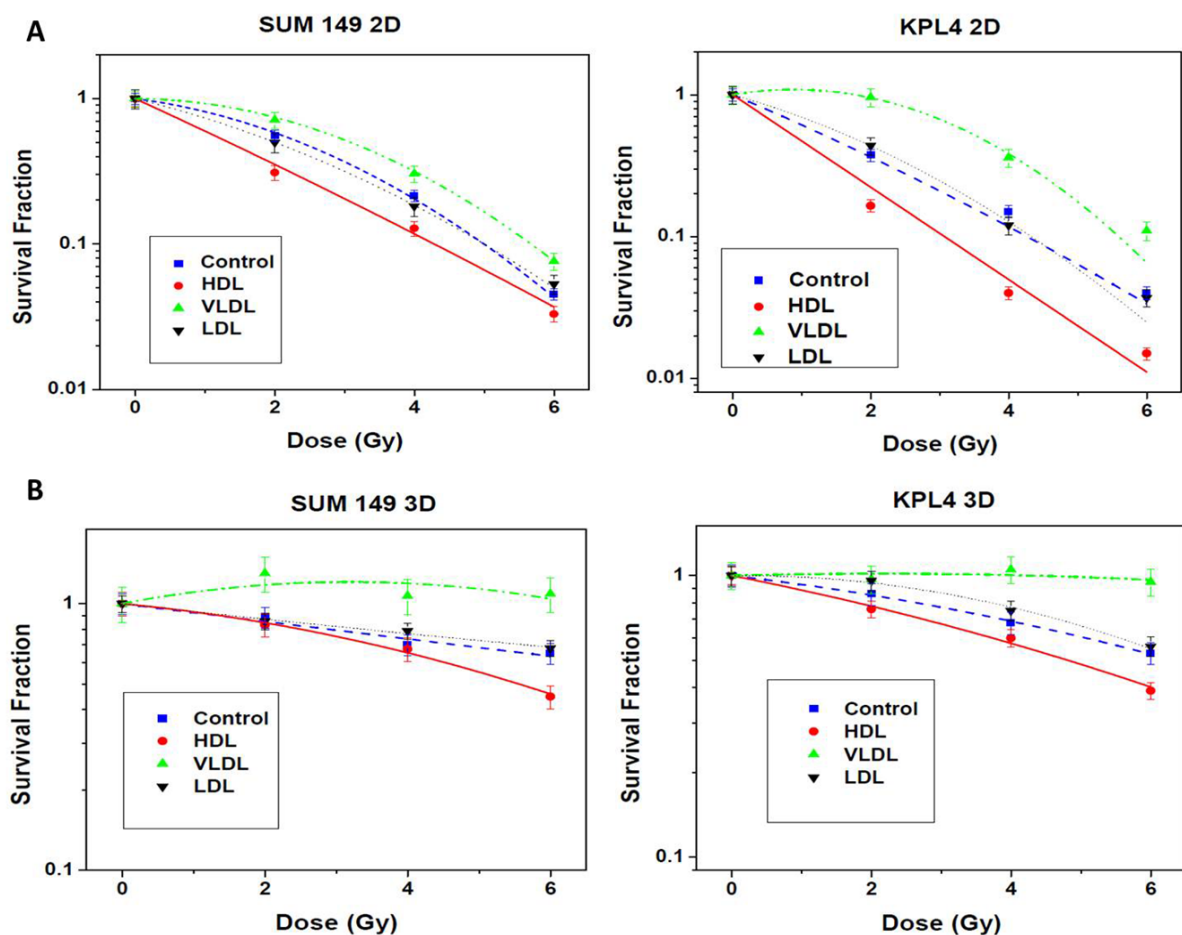 A
SUM 149 2D
Survival Fraction
1
0.1
0.01
Control
HDL
VLDL
LDL
0 2 4 6
Dose (Gy)
KPL4 2D
Survival Fraction
1
0.1
0.01
Control
HDL
VLDL
LDL
0 2 4 6
Dose (Gy)
B
SUM 149 3D
Survival Fraction
1
0.1
Control
HDL
VLDL
LDL
0 2 4 6
Dose (Gy)
KPL4 3D
Survival Fraction
1
0.1
Control
HDL
VLDL
LDL
0 2 4 6
Dose (Gy)